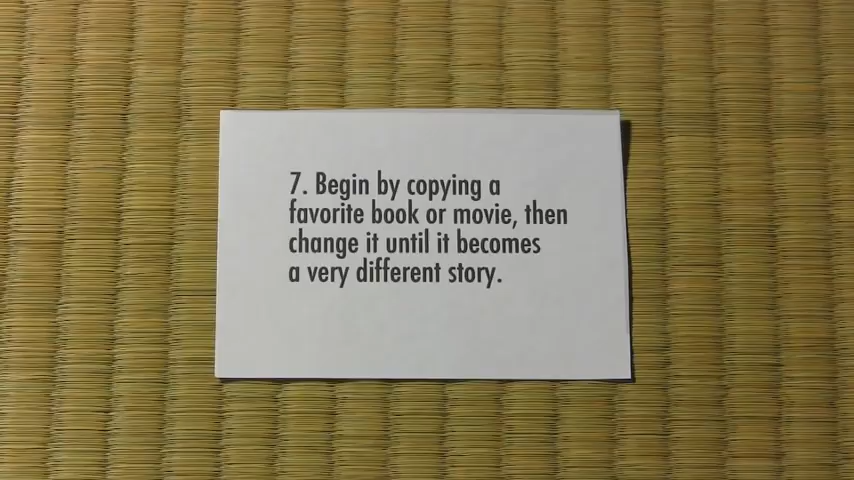 7. Begin by copying a
favorite book or movie, then
change it until it becomes
a very different story.